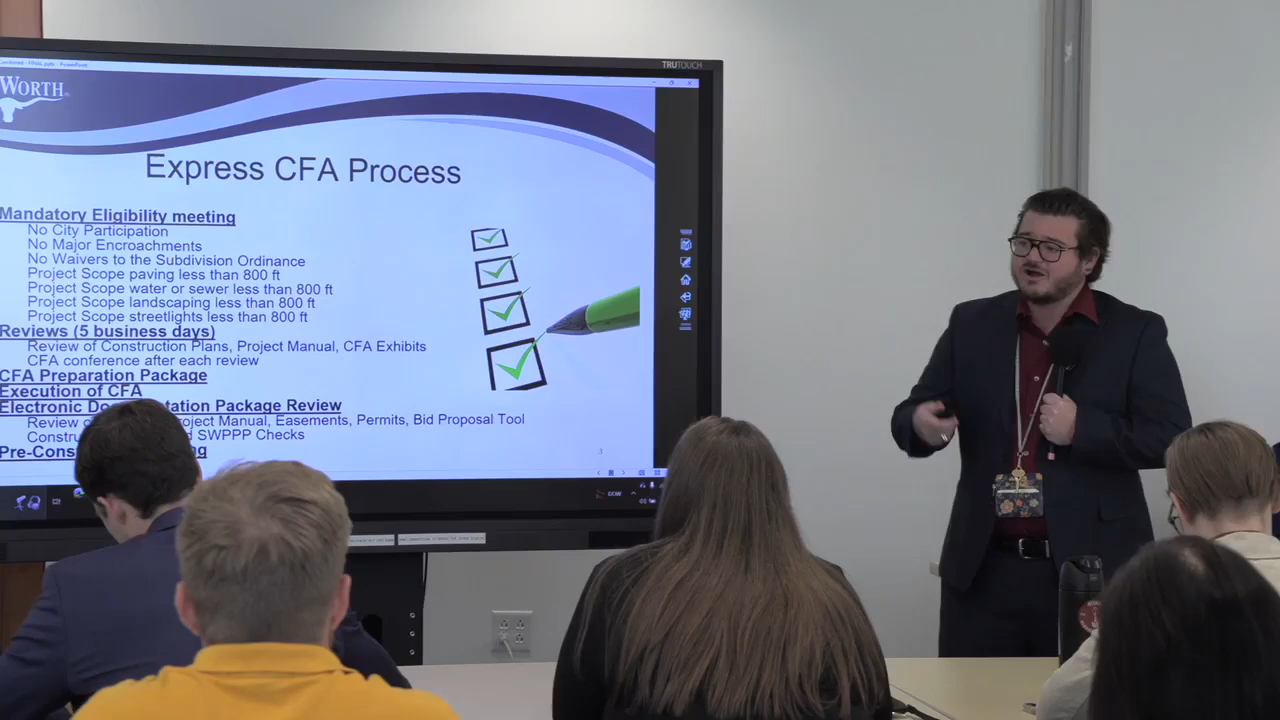 TRUTOUCH
PowerPoint
WORTH
Express CFA Process
Mandatory Eligibility meeting
No City Participation
No Major Encroachments
No Waivers to the Subdivision Ordinance
Project Scope paving less than 800 ft
Project Scope water or sewer less than 800 ft
Project Scope landscaping less than 800 ft
Project Scope streetlights less than 800 ft
Reviews (5 business days)
Review of Construction Plans, Project Manual, CFA Exhibits
CFA conference after each review
CFA Preparation Package
Execution of CFA
Electronic Doc tation Package Review
Review o oject Manual, Easements, Permits, Bid Proposal Tool
Constru d SWPPP Checks
Pre-Cons g
3